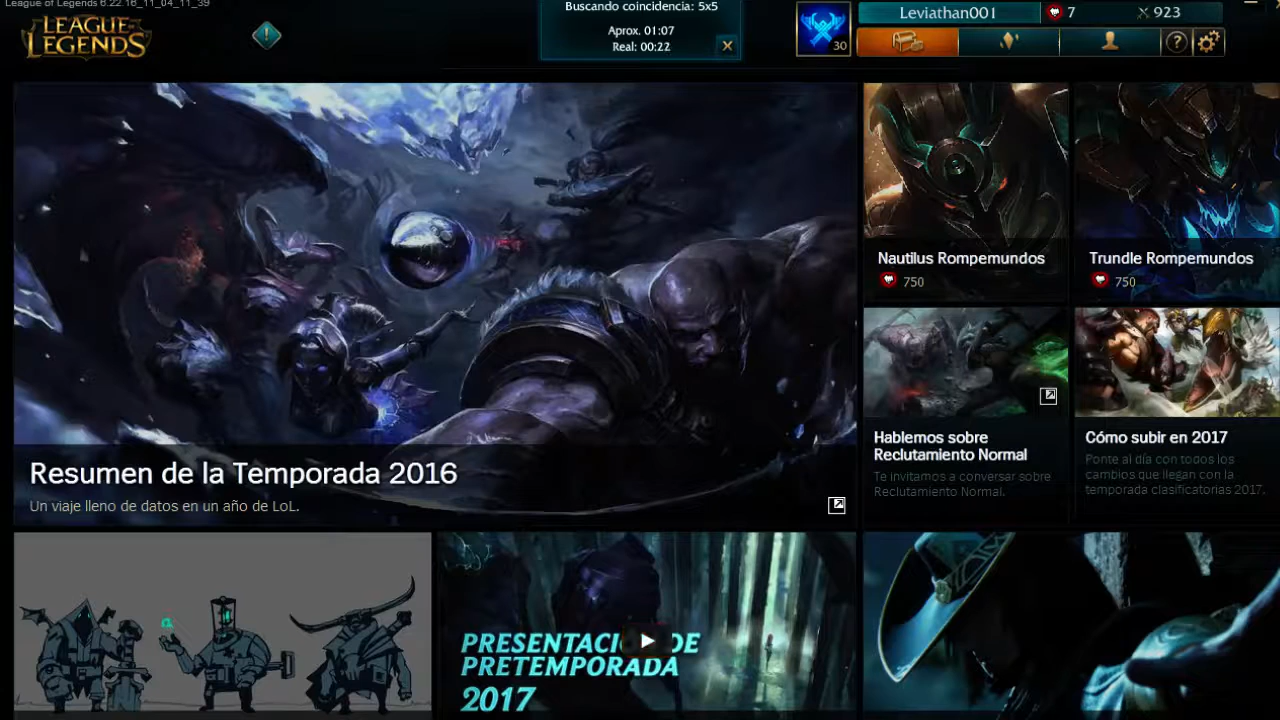 League of Legends 6.22.16_11_04_11_39
LEAGUE OF
LEGENDS
Buscando coincidencia: 5x5
Aprox. 01:07
Real: 00:22
X
30
Leviathan001
7
923
?
Nautilus Rompemundos
750
Trundle Rompemundos
750
Resumen de la Temporada 2016
Un viaje lleno de datos en un año de LoL.
Hablemos sobre
Reclutamiento Normal
Te invitamos a conversar sobre
Reclutamiento Normal.
Cómo subir en 2017
Ponte al día con todos los
cambios que llegan con la
temporada clasificatorias 2017,
PRESENTACI DE
PRETEMPORADA
2017